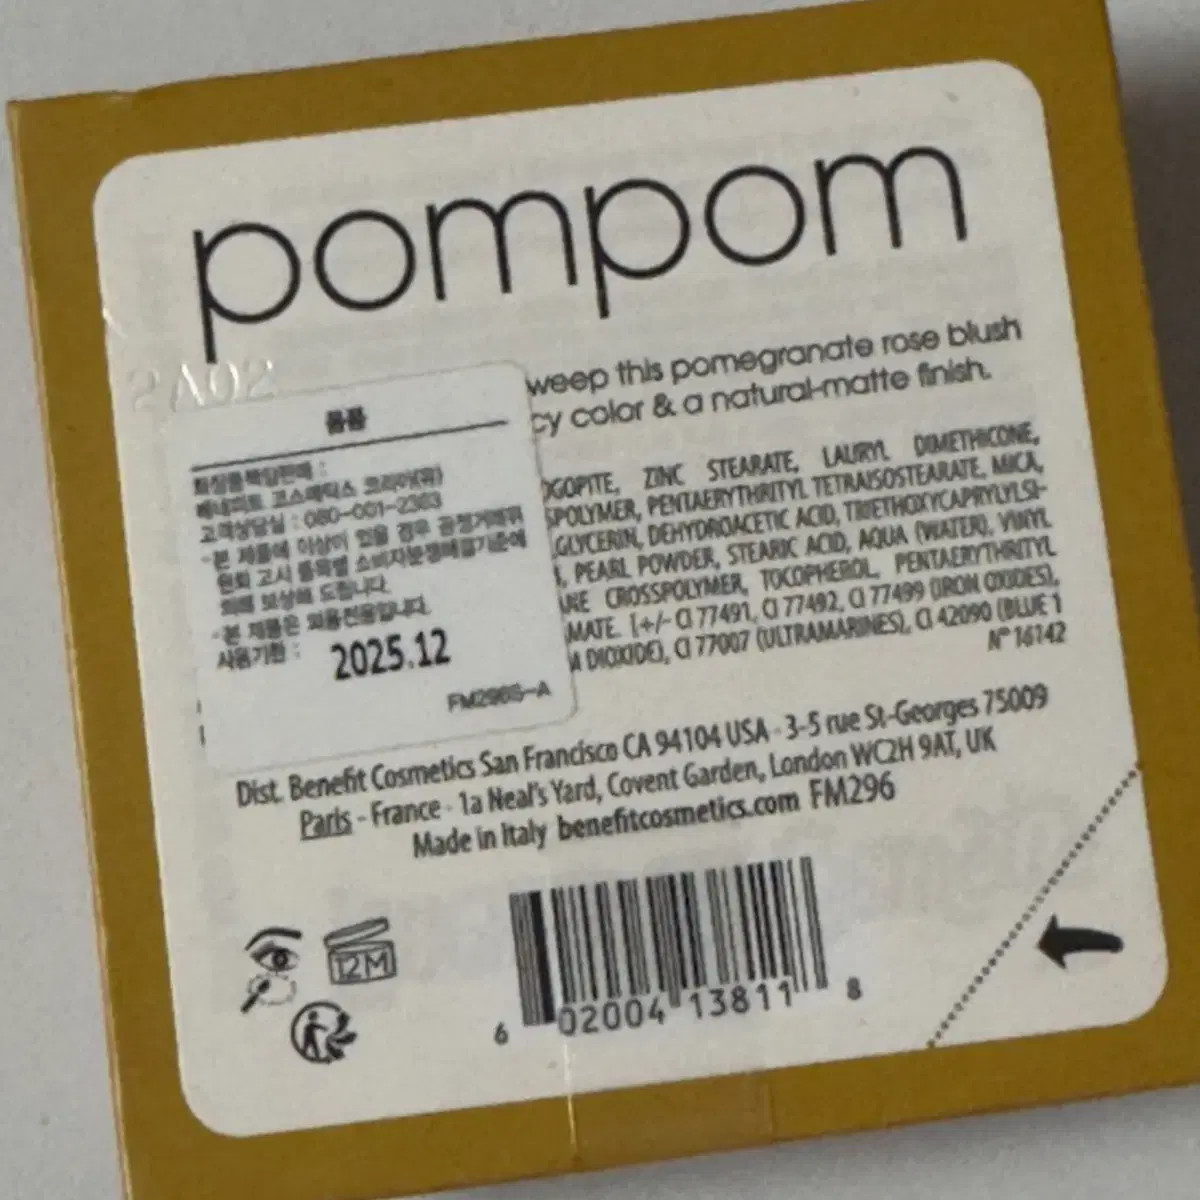 pompom
weep this pomegranate rose blush
cy color & a natural-matte finish.
2A02
폼폼
화장품책임판매 :
베네피트 코스메틱스 코리아(유)
고객상담실 : 080-001-2363
-본 제품에 이상이 있을 경우 공정거래위
원회 고시 품목별 소비자분쟁해결기준에
의해 보상해 드립니다.
-본 제품은 화장전용입니다.
사용기한 : 2025.12
FM296S-A
OGOPITE, ZINC STEARATE, LAURYL DIMETHICONE,
SPOLYMER, PENTAERYTHRITYL TETRAISOSTEARATE, MICA,
GLYCERIN, DEHYDROACETIC ACID, TRIETHOXYCAPRYLYLSI-
, PEARL POWDER, STEARIC ACID, AQUA (WATER), VINYL
CROSSPOLYMER, TOCOPHEROL, PENTAERYTHRITYL
MATE. [+/- CI 77491, CI 77492, CI 77499 (IRON OXIDES),
DIOXIDE), CI 77007 (ULTRAMARINES), CI 42090 (BLUE 1
N° 16142
Dist. Benefit Cosmetics San Francisco CA 94104 USA · 3-5 rue St-Georges 75009
Paris - France · 1a Neal's Yard, Covent Garden, London WC2H 9AT, UK
Made in Italy benefitcosmetics.com FM296
12M
6 02004 13811 8